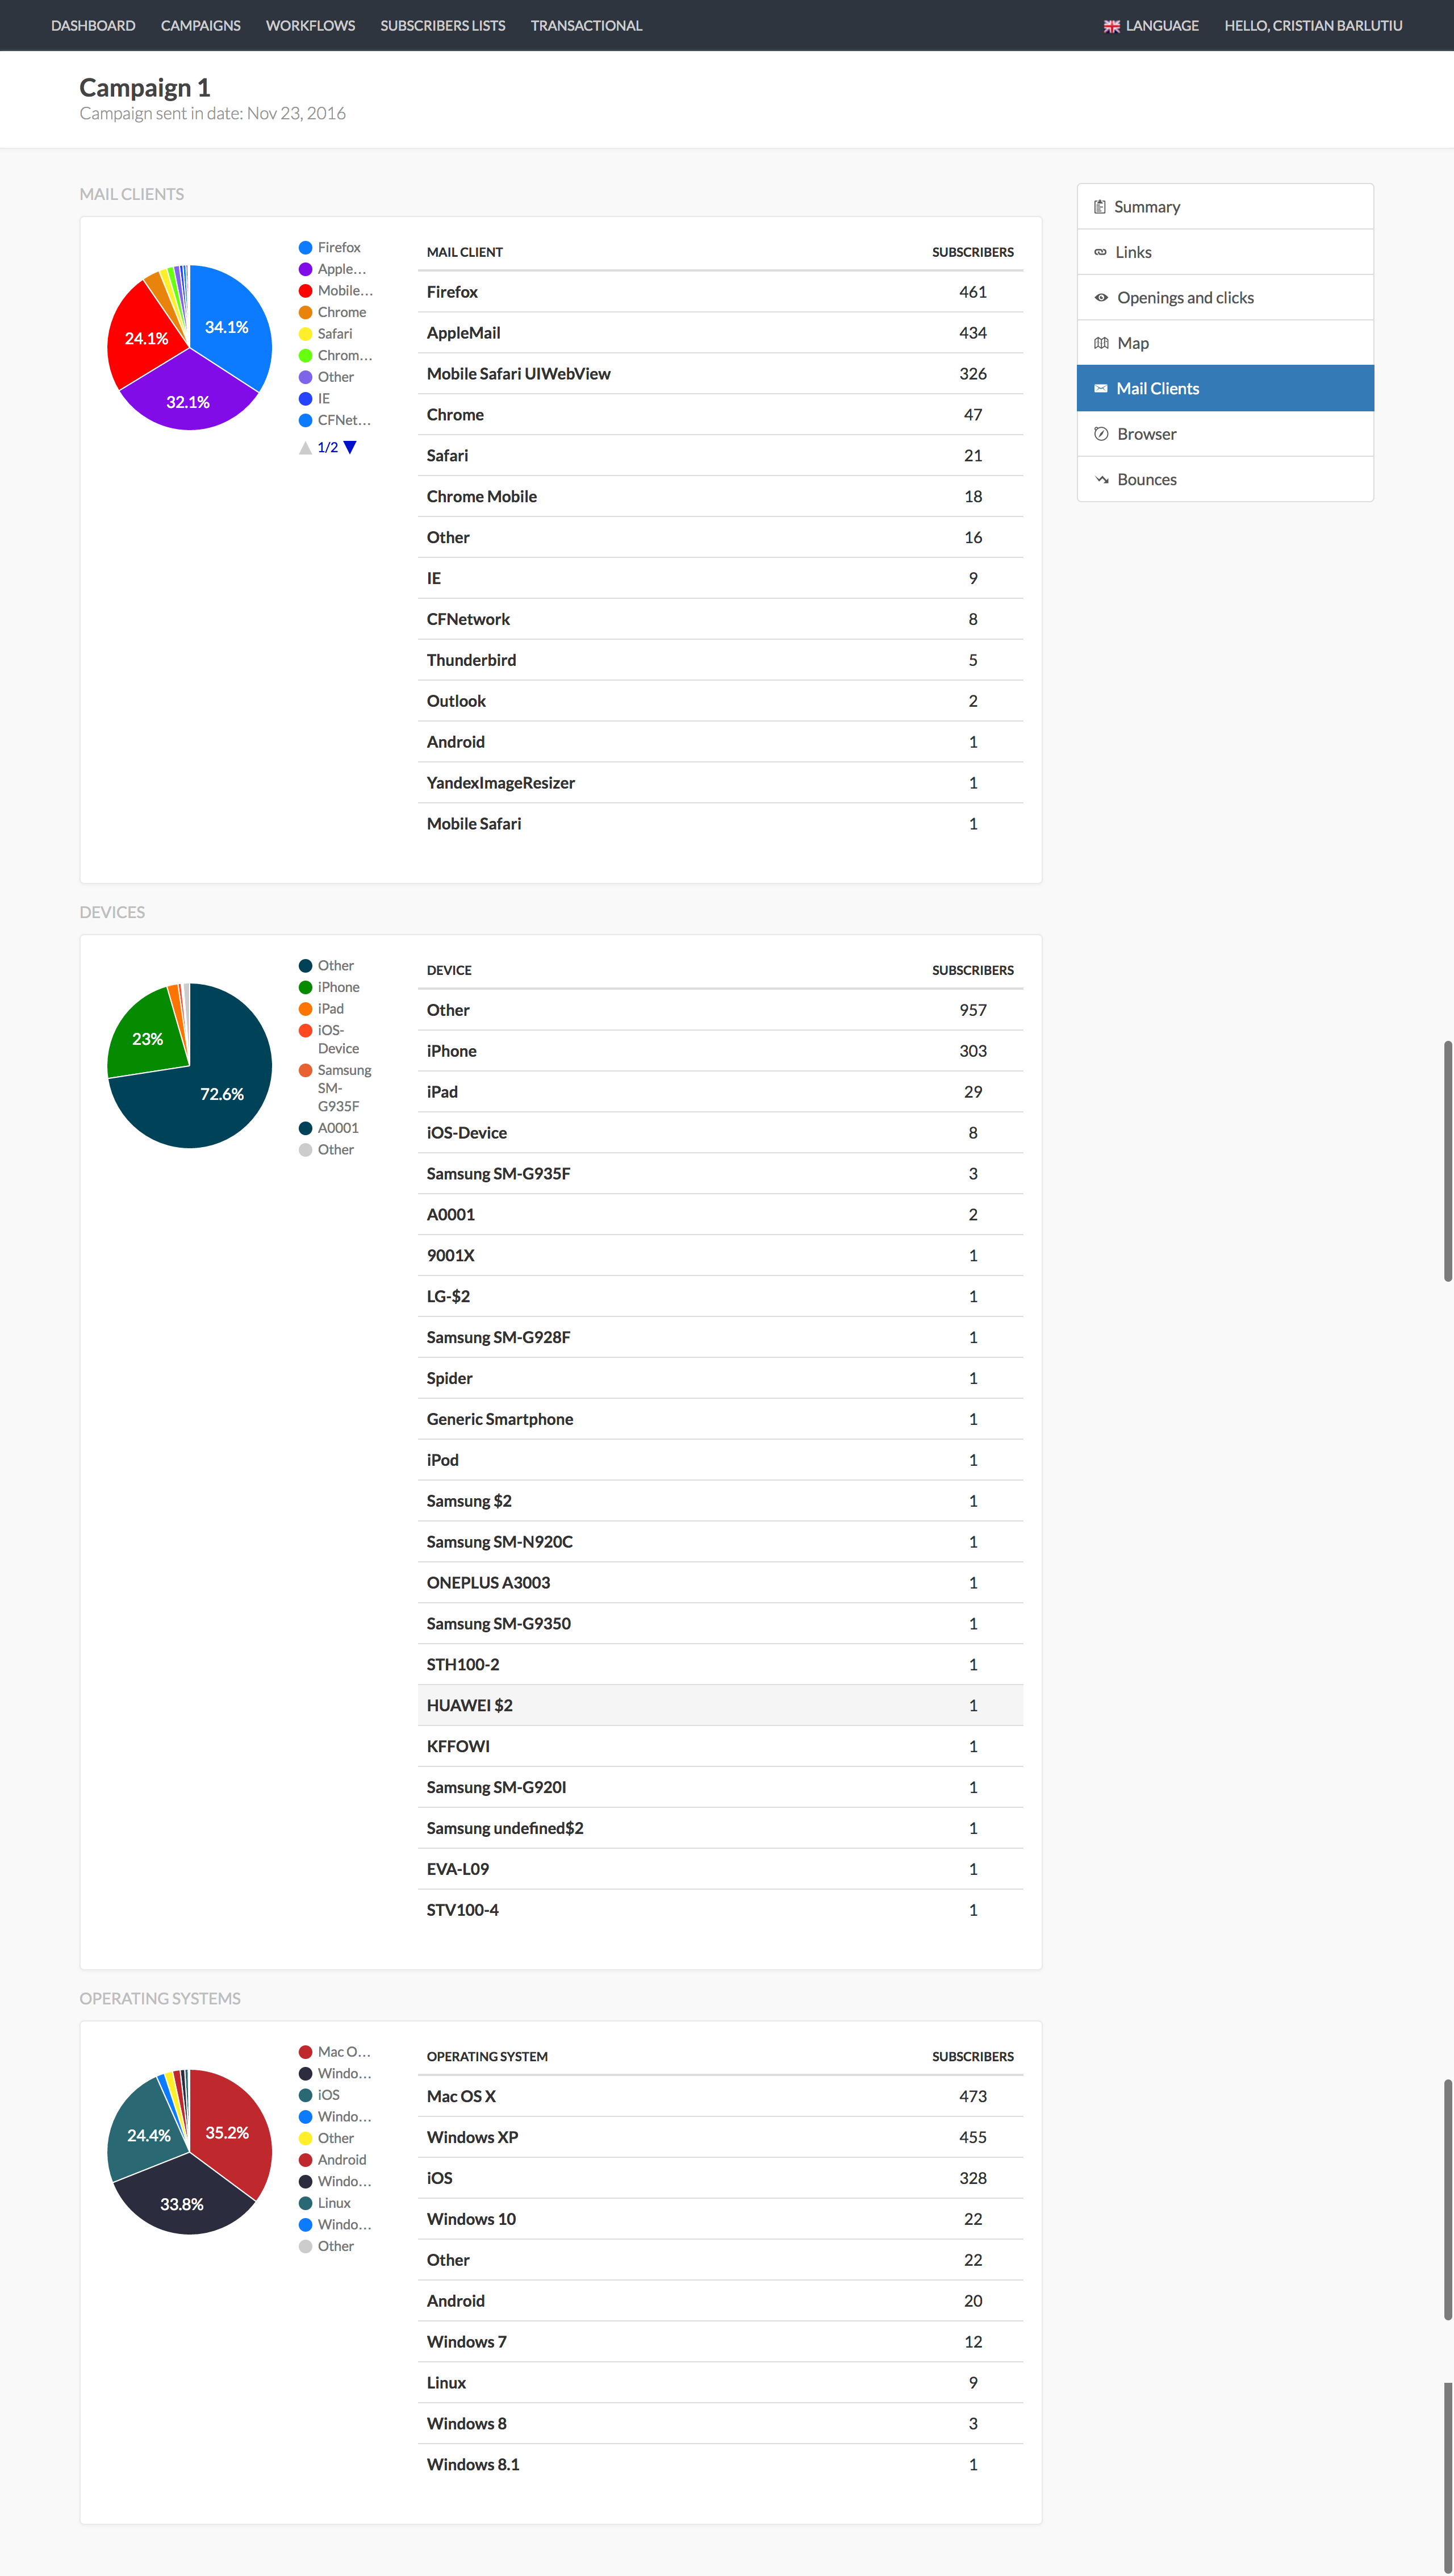 DASHBOARD CAMPAIGNS WORKFLOWS SUBSCRIBERS LISTS TRANSACTIONAL LANGUAGE HELLO, CRISTIAN BARLUTIU
Campaign 1
Campaign sent in date: Nov 23, 2016
MAIL CLIENTS
34.1%
24.1%
32.1%
Firefox
Apple...
Mobile...
Chrome
Safari
Chrom...
Other
IE
CFNet...
1/2
MAIL CLIENT SUBSCRIBERS
Firefox 461
AppleMail 434
Mobile Safari UIWebView 326
Chrome 47
Safari 21
Chrome Mobile 18
Other 16
IE 9
CFNetwork 8
Thunderbird 5
Outlook 2
Android 1
YandexImageResizer 1
Mobile Safari 1
Summary
Links
Openings and clicks
Map
Mail Clients
Browser
Bounces
DEVICES
23%
72.6%
Other
iPhone
iPad
iOS-
Device
Samsung
SM-
G935F
A0001
Other
DEVICE SUBSCRIBERS
Other 957
iPhone 303
iPad 29
iOS-Device 8
Samsung SM-G935F 3
A0001 2
9001X 1
LG-$2 1
Samsung SM-G928F 1
Spider 1
Generic Smartphone 1
iPod 1
Samsung $2 1
Samsung SM-N920C 1
ONEPLUS A3003 1
Samsung SM-G9350 1
STH100-2 1
HUAWEI $2 1
KFFOWI 1
Samsung SM-G920I 1
Samsung undefined$2 1
EVA-L09 1
STV100-4 1
OPERATING SYSTEMS
35.2%
24.4%
33.8%
Mac O...
Windo...
iOS
Windo...
Other
Android
Windo...
Linux
Windo...
Other
OPERATING SYSTEM SUBSCRIBERS
Mac OS X 473
Windows XP 455
iOS 328
Windows 10 22
Other 22
Android 20
Windows 7 12
Linux 9
Windows 8 3
Windows 8.1 1